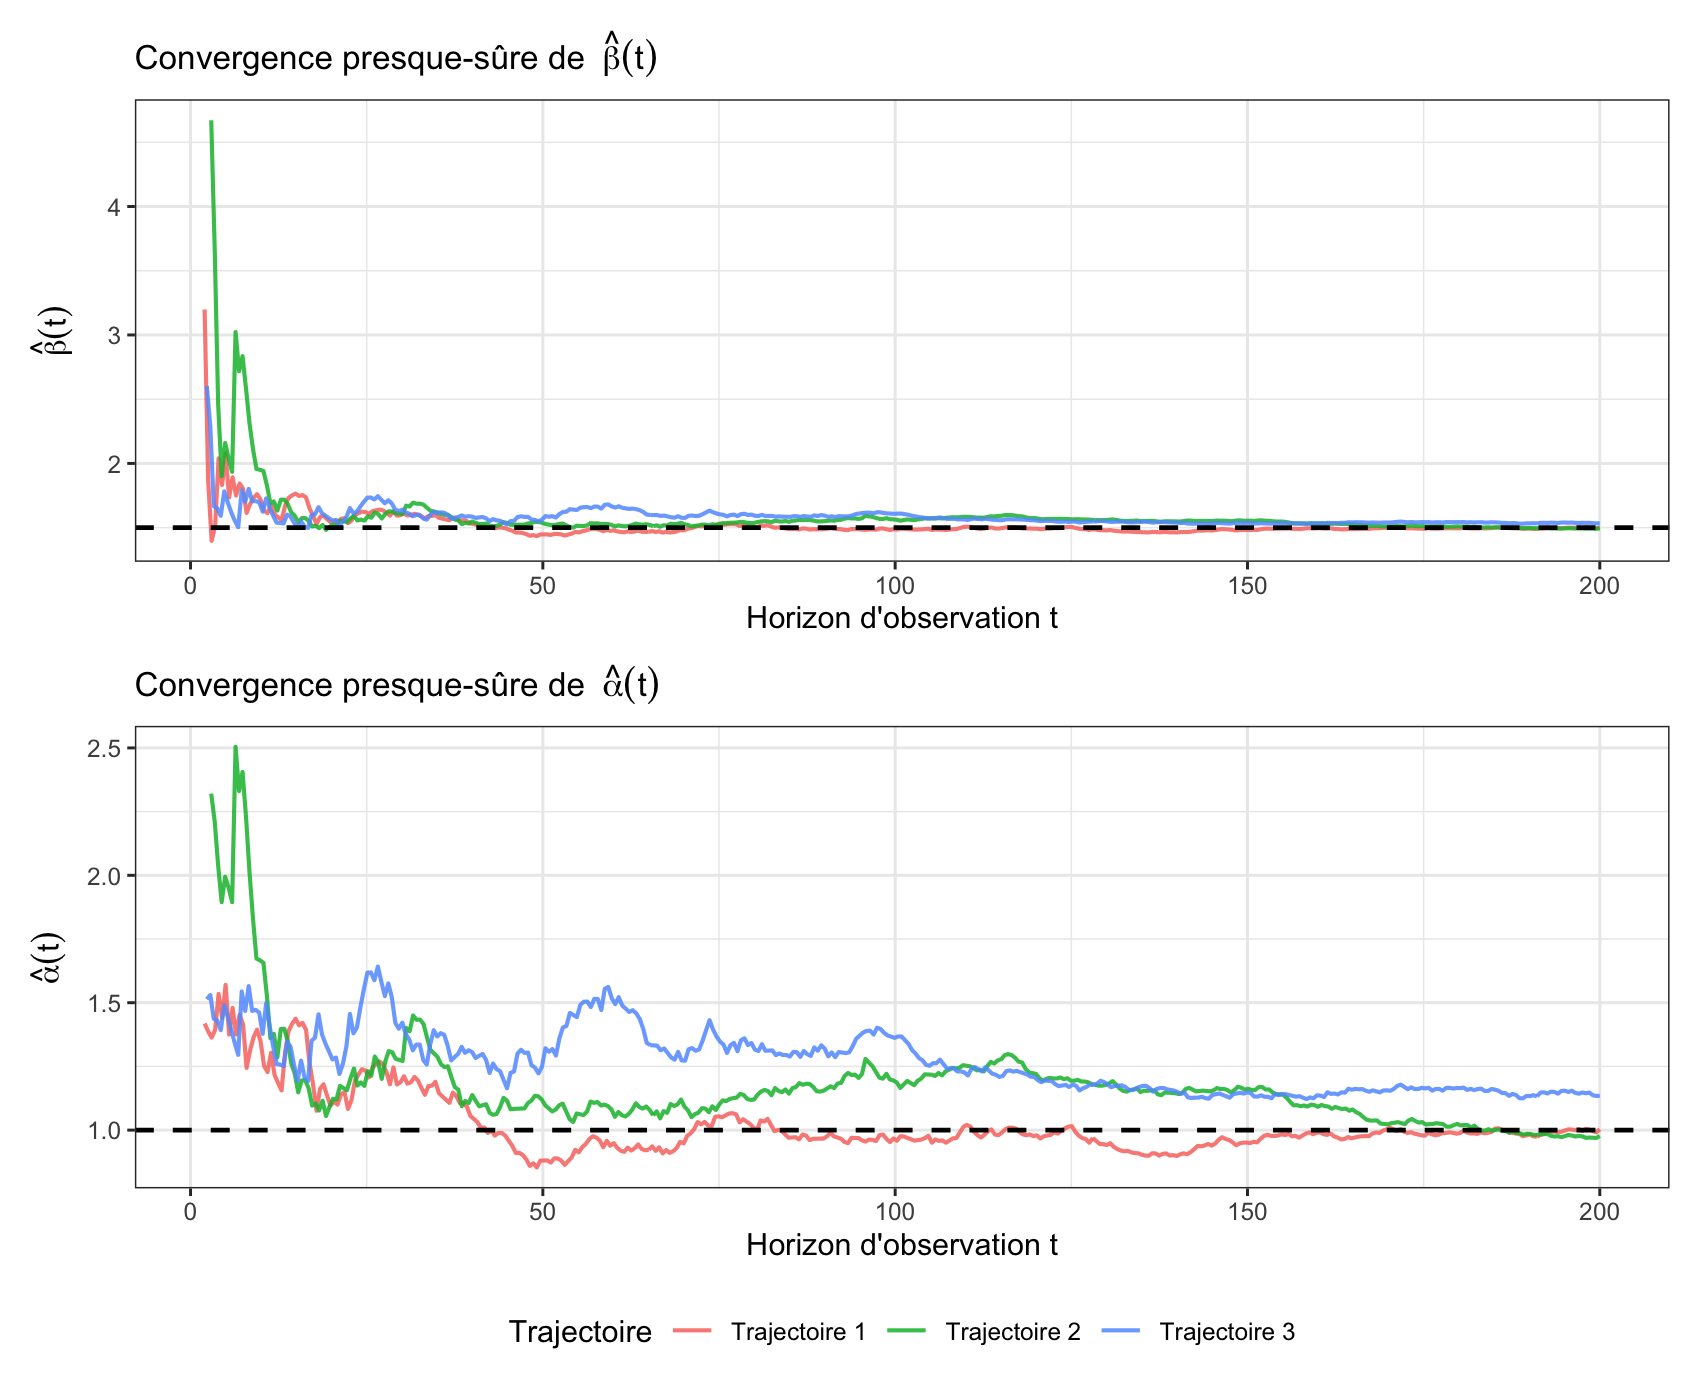 Convergence presque-sûre de β̂(t)
4
3
2
β̂(t)
0 50 100 150 200
Horizon d'observation t
Convergence presque-sûre de α̂(t)
2.5
2.0
1.5
1.0
α̂(t)
0 50 100 150 200
Horizon d'observation t
Trajectoire Trajectoire 1 Trajectoire 2 Trajectoire 3